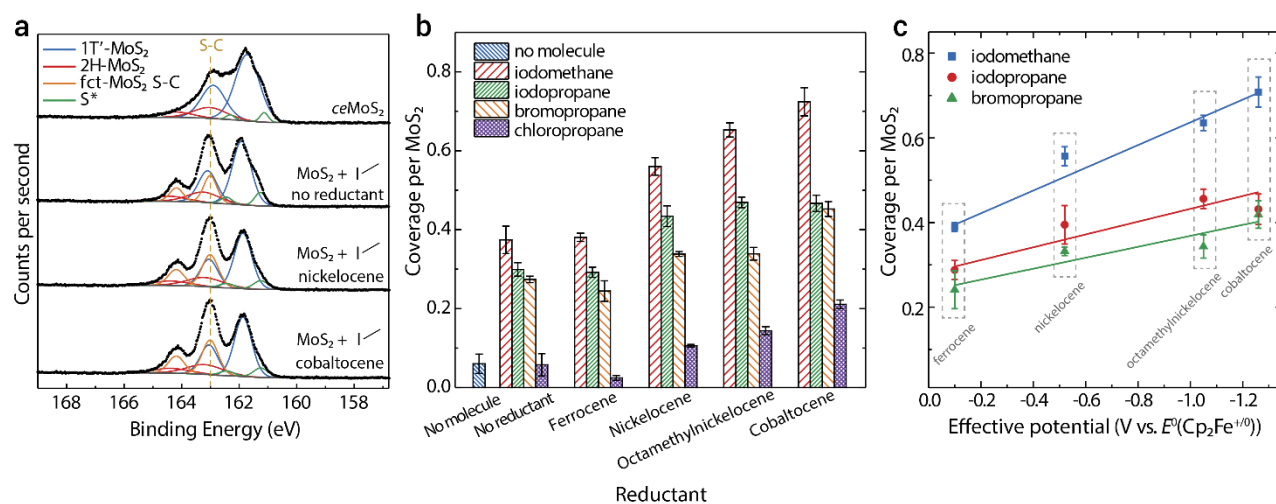 a
S-C
1T'-MoS₂
2H-MoS₂
fct-MoS₂ S-C
S*
ceMoS₂
MoS₂ + I
no reductant
MoS₂ + I
nickelocene
MoS₂ + I
cobaltocene
Counts per second
168 166 164 162 160 158
Binding Energy (eV)
b
no molecule
iodomethane
iodopropane
bromopropane
chloropropane
Coverage per MoS₂
0.8
0.6
0.4
0.2
0.0
No molecule
No reductant
Ferrocene
Nickelocene
Octamethylnickelocene
Cobaltocene
Reductant
c
iodomethane
iodopropane
bromopropane
Coverage per MoS₂
0.8
0.6
0.4
0.2
ferrocene
nickelocene
octamethylnickelocene
cobaltocene
0.0 -0.2 -0.4 -0.6 -0.8 -1.0 -1.2
Effective potential (V vs. E⁰(Cp₂Fe⁺/⁰))